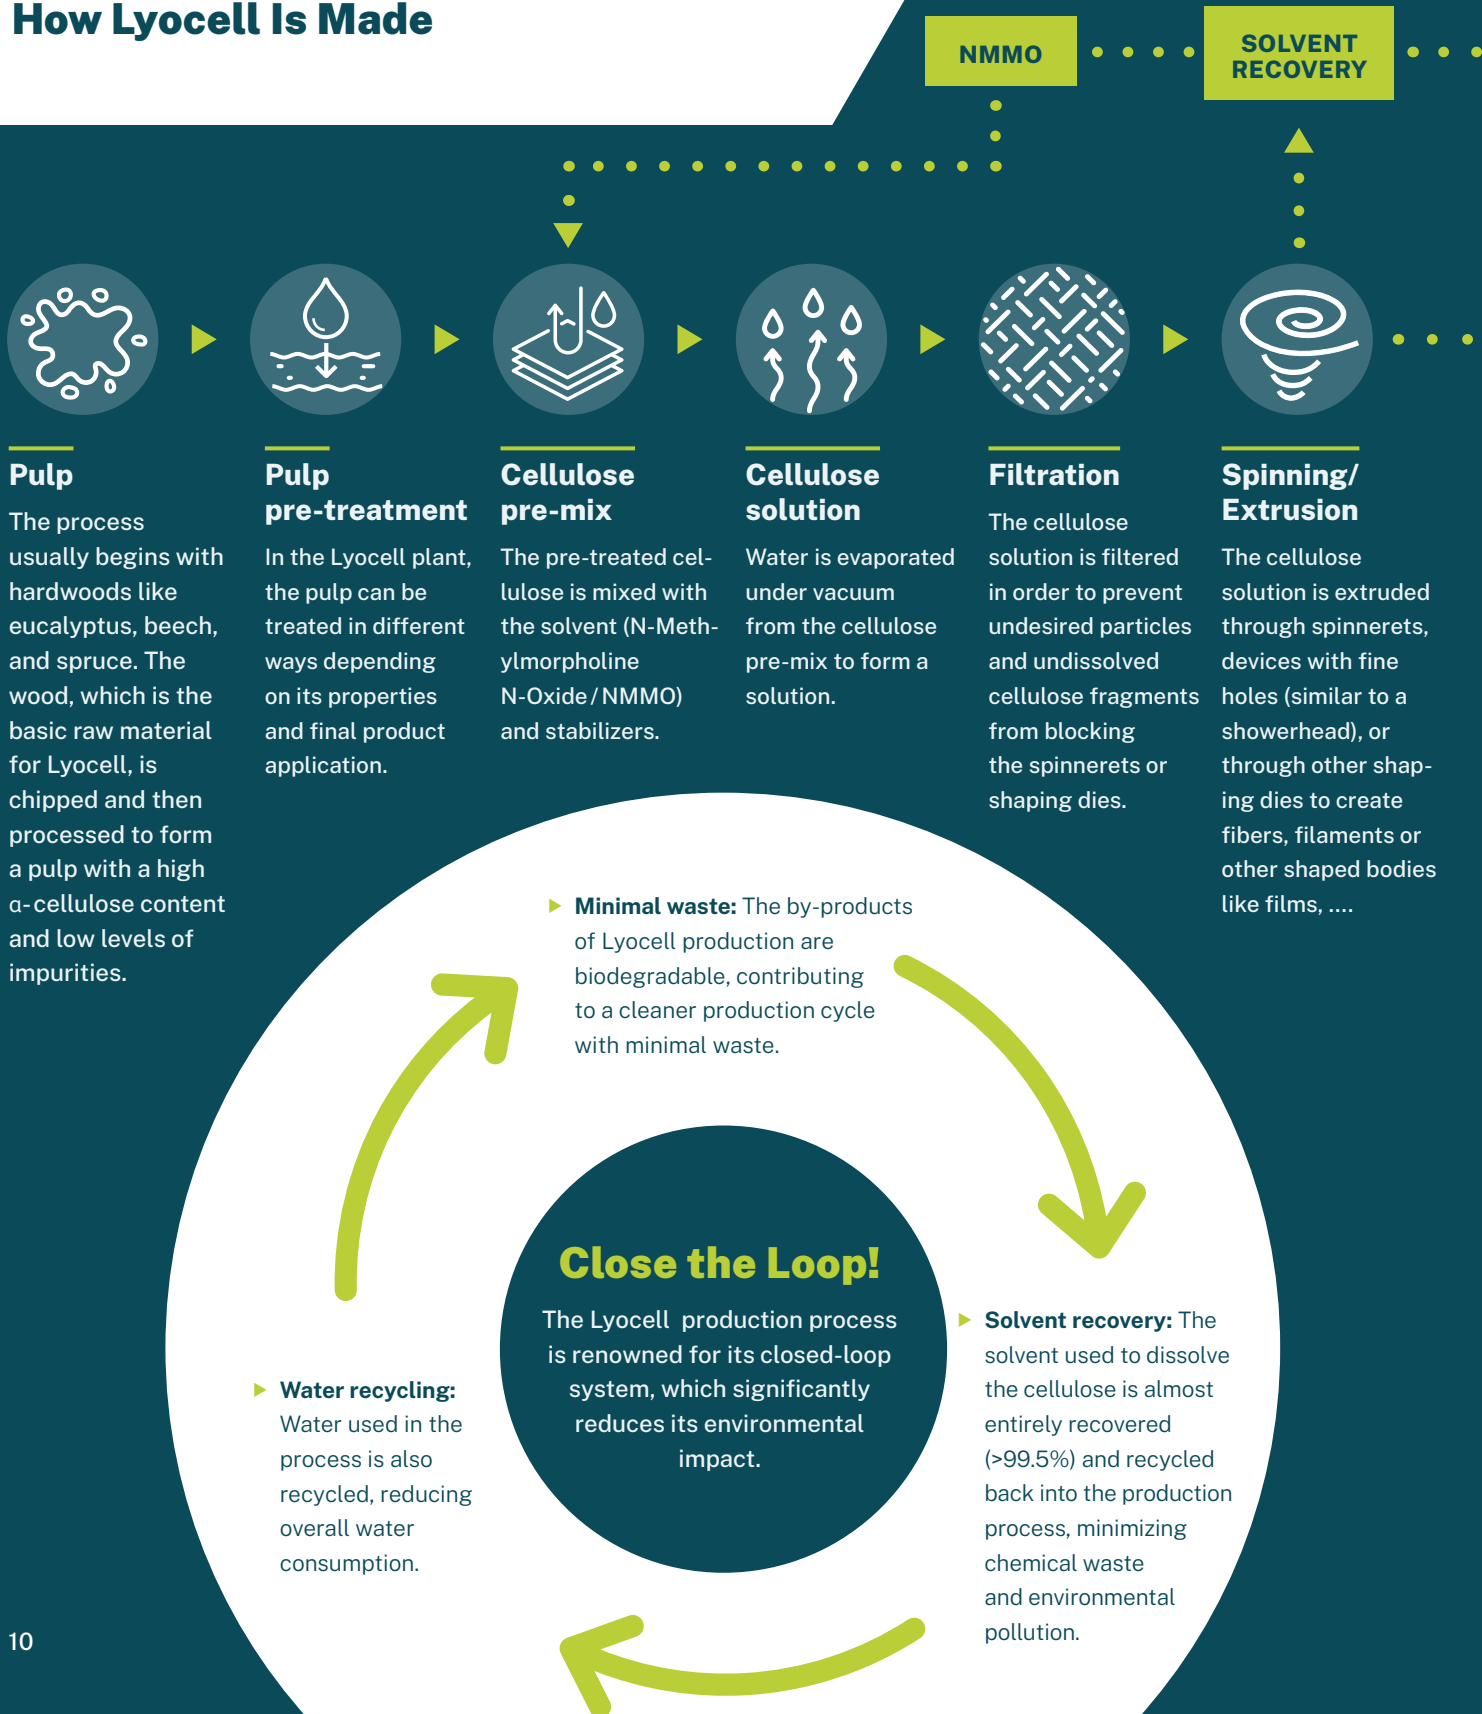 How Lyocell Is Made
NMMO
SOLVENT
RECOVERY
Pulp
The process
usually begins with
hardwoods like
eucalyptus, beech,
and spruce. The
wood, which is the
basic raw material
for Lyocell, is
chipped and then
processed to form
a pulp with a high
α-cellulose content
and low levels of
impurities.
Pulp
pre-treatment
In the Lyocell plant,
the pulp can be
treated in different
ways depending
on its properties
and final product
application.
Cellulose
pre-mix
The pre-treated cel-
lulose is mixed with
the solvent (N-Meth-
ylmorpholine
N-Oxide / NMMO)
and stabilizers.
Cellulose
solution
Water is evaporated
under vacuum
from the cellulose
pre-mix to form a
solution.
Filtration
The cellulose
solution is filtered
in order to prevent
undesired particles
and undissolved
cellulose fragments
from blocking
the spinnerets or
shaping dies.
Spinning/
Extrusion
The cellulose
solution is extruded
through spinnerets,
devices with fine
holes (similar to a
showerhead), or
through other shap-
ing dies to create
fibers, filaments or
other shaped bodies
like films, ....
Minimal waste: The by-products
of Lyocell production are
biodegradable, contributing
to a cleaner production cycle
with minimal waste.
Close the Loop!
The Lyocell production process
is renowned for its closed-loop
system, which significantly
reduces its environmental
impact.
Solvent recovery: The
solvent used to dissolve
the cellulose is almost
entirely recovered
(>99.5%) and recycled
back into the production
process, minimizing
chemical waste
and environmental
pollution.
Water recycling:
Water used in the
process is also
recycled, reducing
overall water
consumption.
10